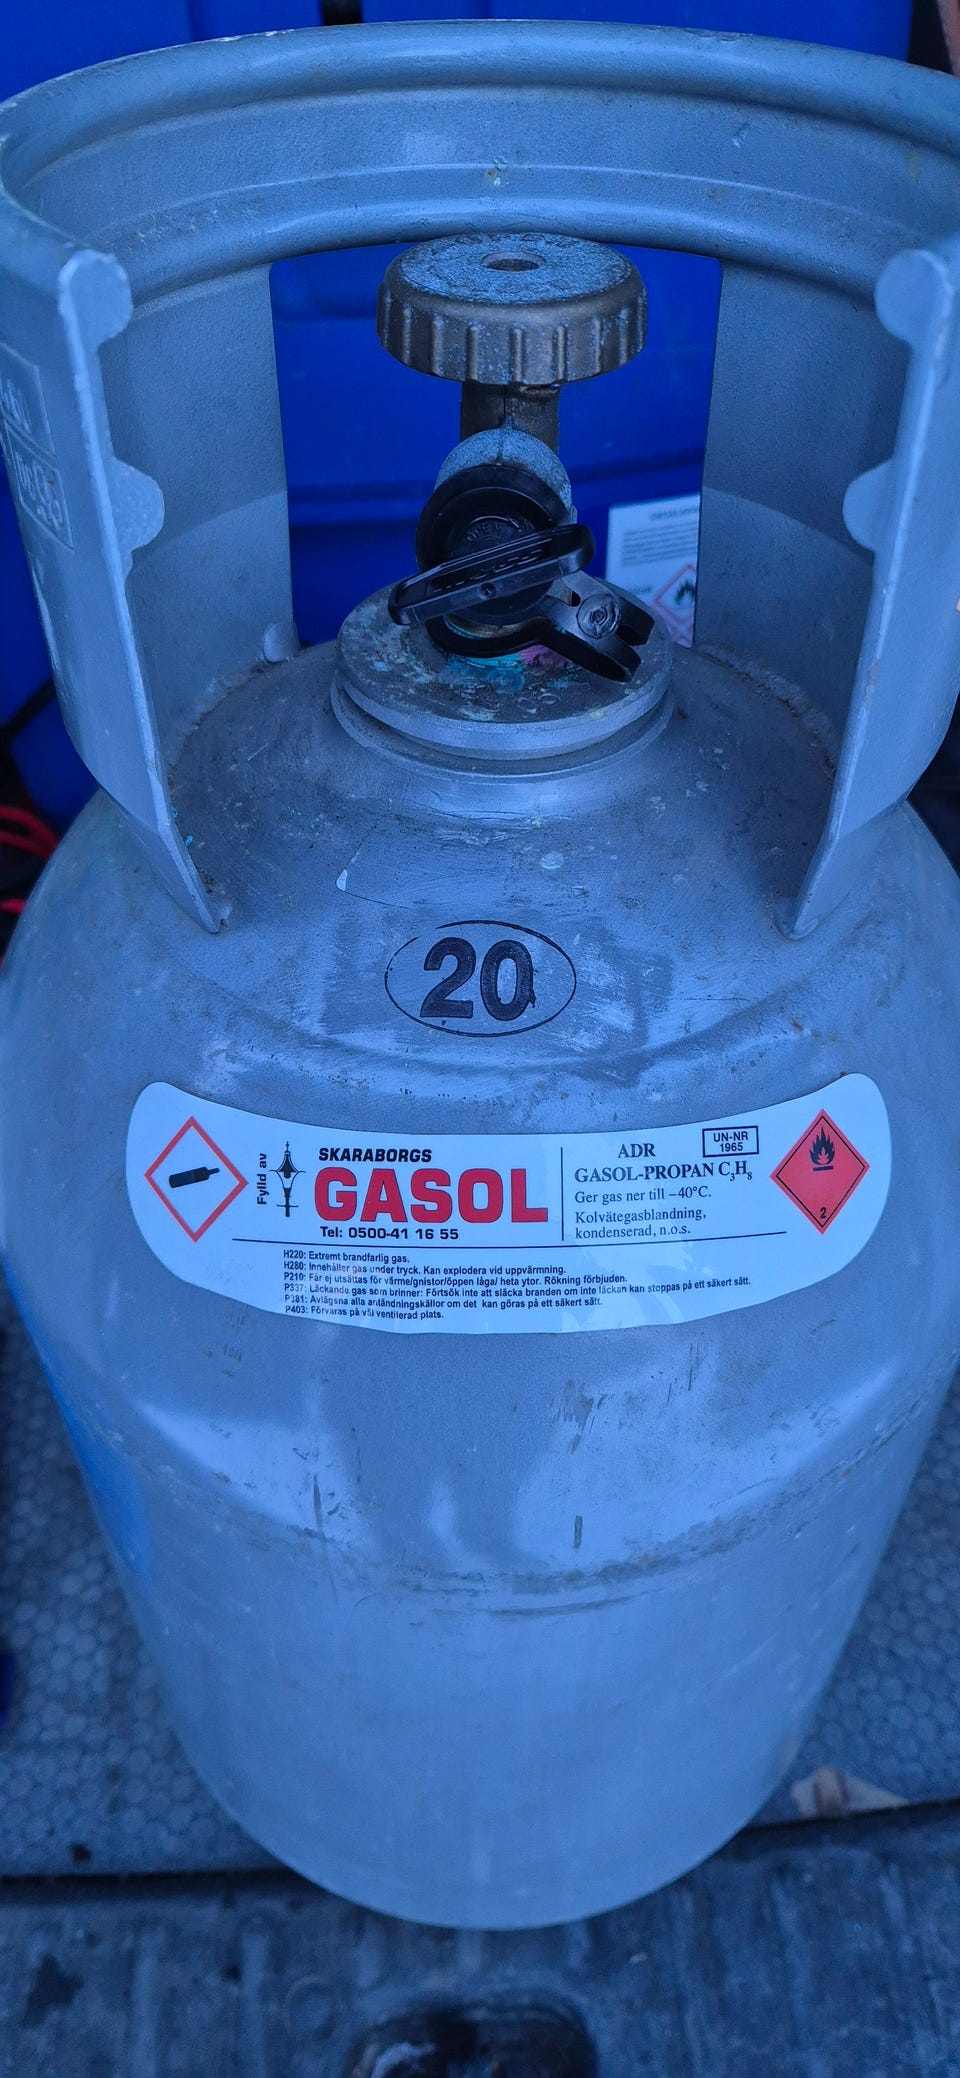 OPEN
20
Fylld av
SKARABORGS
GASOL
Tel: 0500-41 16 55
ADR
UN-NR
1965
GASOL-PROPAN C₃H₈
Ger gas ner till –40°C.
Kolvätegasblandning,
kondenserad, n.o.s.
2
H220: Extremt brandfarlig gas.
H280: Innehåller gas under tryck. Kan explodera vid uppvärmning.
P210: Får ej utsättas för värme/gnistor/öppen låga/ heta ytor. Rökning förbjuden.
P337: Läckande gas som brinner: Förtsök inte att släcka branden om inte läckan kan stoppas på ett säkert sätt.
P381: Avlägsna alla antändningskällor om det kan göras på ett säkert sätt.
P403: Förvaras på väl ventilerad plats.